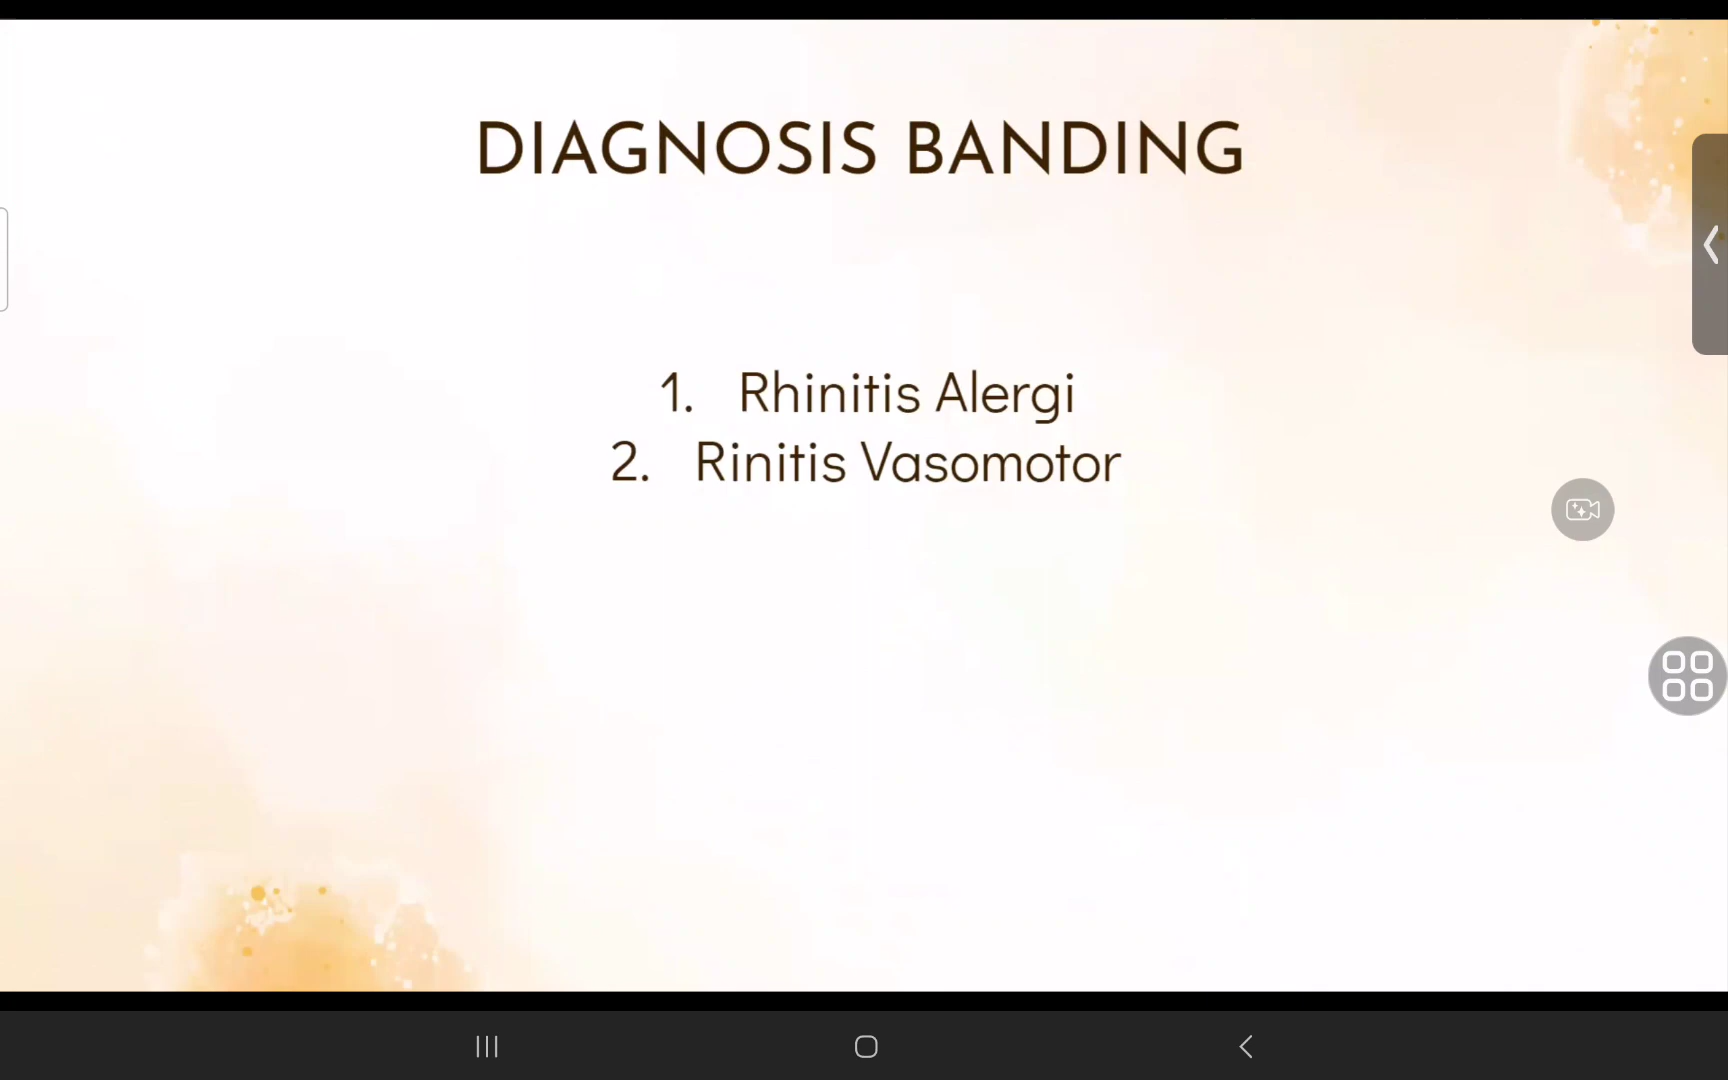 DIAGNOSIS BANDING
1. Rhinitis Alergi
2. Rinitis Vasomotor